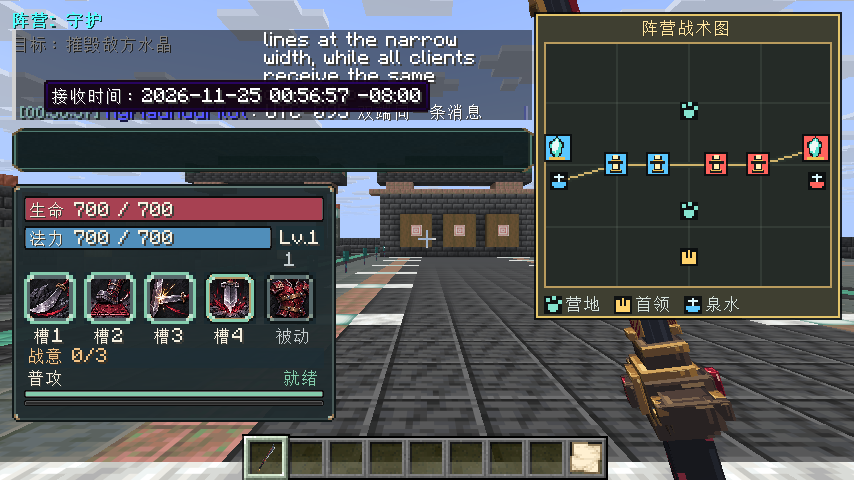 阵营: 守护
目标: 摧毁敌方水晶
lines at the narrow
width, while all clients
receive the same
接收时间: 2026-11-25 00:56:57 -08:00
条消息
生命 700 / 700
法力 700 / 700
Lv.1
1
槽1
槽2
槽3
槽4
被动
战意 0/3
普攻
就绪
阵营战术图
营地
首领
泉水